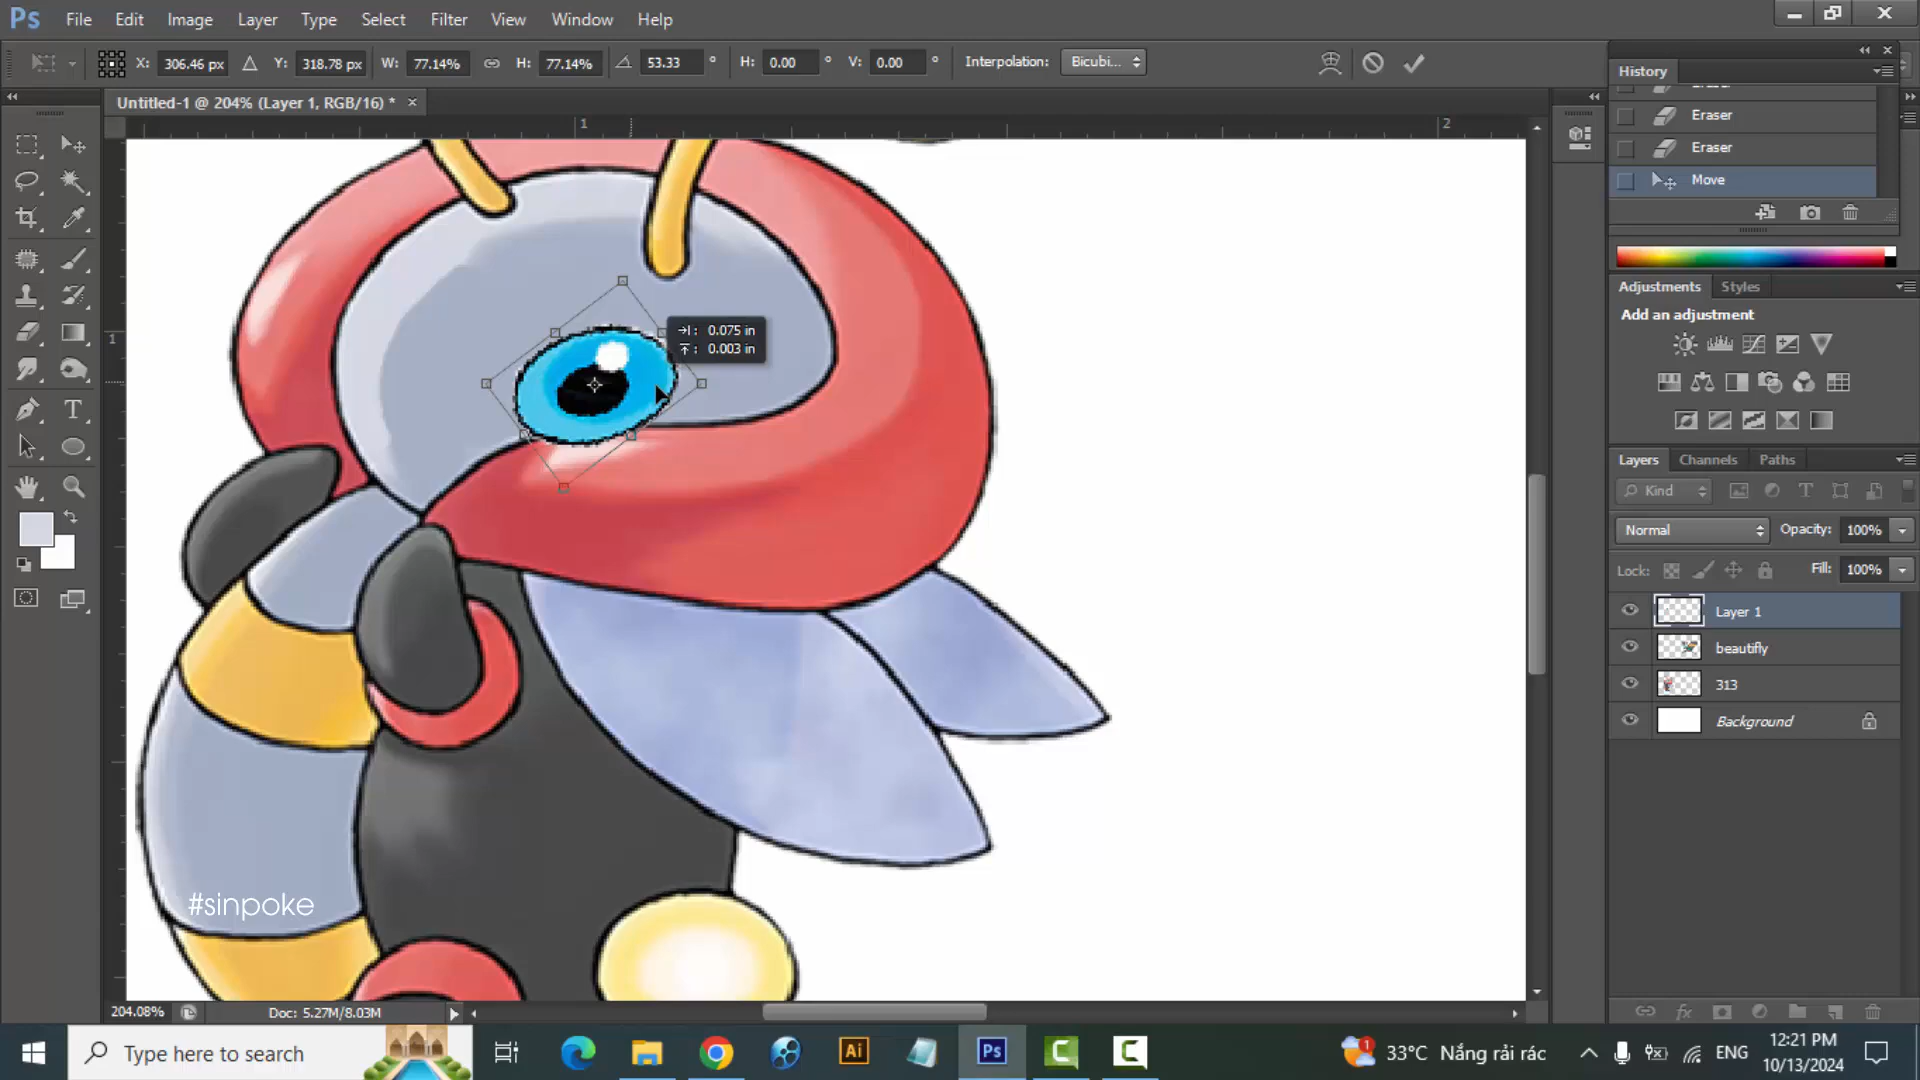 Ps File Edit Image Layer Type Select Filter View Window Help
X: 306.46 px Y: 318.78 px W: 77.14% H: 77.14% 53.33 ° H: 0.00 ° V: 0.00 ° Interpolation: Bicubi...
Untitled-1 @ 204% (Layer 1, RGB/16) * ×
1 2
1
→|: 0.075 in
0.003 in
#sinpoke
History
Eraser
Eraser
Move
Adjustments Styles
Add an adjustment
Layers Channels Paths
Kind
Normal Opacity: 100%
Lock: Fill: 100%
Layer 1
beautifly
313
Background
204.08% Doc: 5.27M/8.03M
Type here to search Ai Ps 1 33°C Nắng rải rác ENG 12:21 PM
10/13/2024